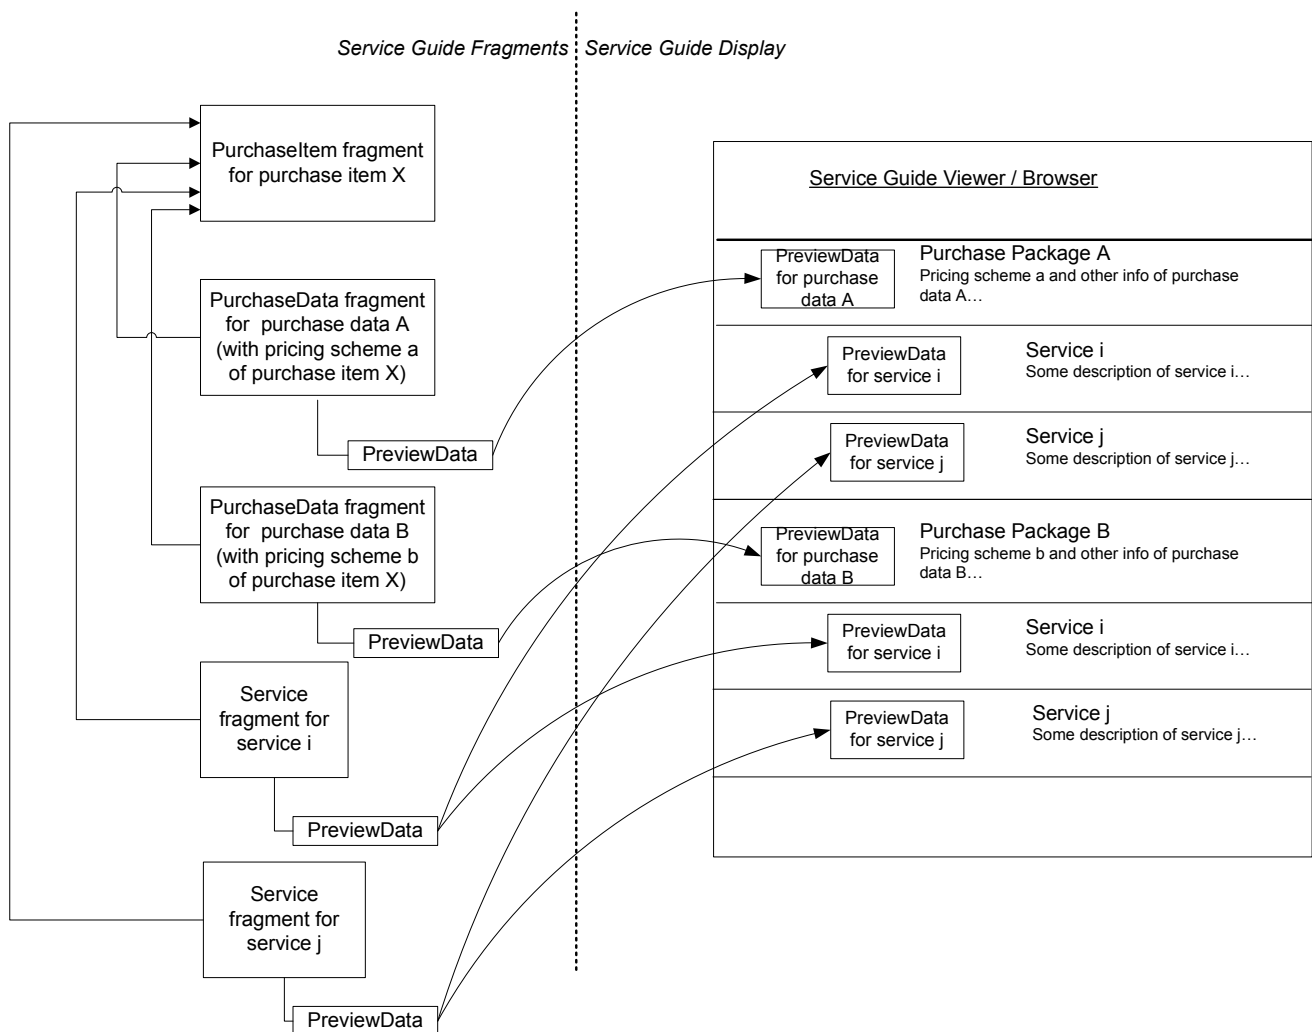 Service Guide Fragments
Service Guide Display
PurchaseItem fragment
for purchase item X
PurchaseData fragment
for purchase data A
(with pricing scheme a
of purchase item X)
PreviewData
PurchaseData fragment
for purchase data B
(with pricing scheme b
of purchase item X)
PreviewData
Service
fragment for
service i
PreviewData
Service
fragment for
service j
PreviewData
Service Guide Viewer / Browser
PreviewData
for purchase
data A
Purchase Package A
Pricing scheme a and other info of purchase
data A…
PreviewData
for service i
Service i
Some description of service i…
PreviewData
for service j
Service j
Some description of service j…
PreviewData
for purchase
data B
Purchase Package B
Pricing scheme b and other info of purchase
data B…
PreviewData
for service i
Service i
Some description of service i…
PreviewData
for service j
Service j
Some description of service j…